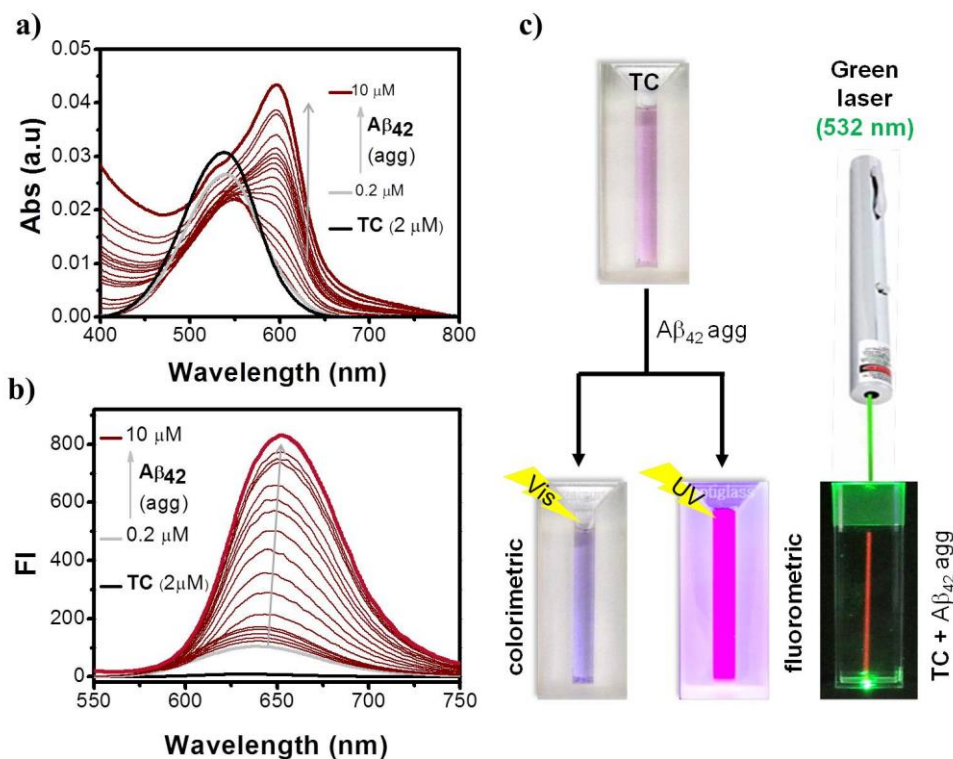 a)
0.05
0.04
0.03
0.02
0.01
0.00
Abs (a.u)
400 500 600 700 800
Wavelength (nm)
10 μM
Aβ₄₂
(agg)
0.2 μM
TC (2 μM)
b)
800
600
400
200
0
FI
550 600 650 700 750
Wavelength (nm)
10 μM
Aβ₄₂
(agg)
0.2 μM
TC (2μM)
c)
TC
Aβ₄₂ agg
Vis
UV
colorimetric
fluorometric
Green
laser
(532 nm)
TC + Aβ₄₂ agg